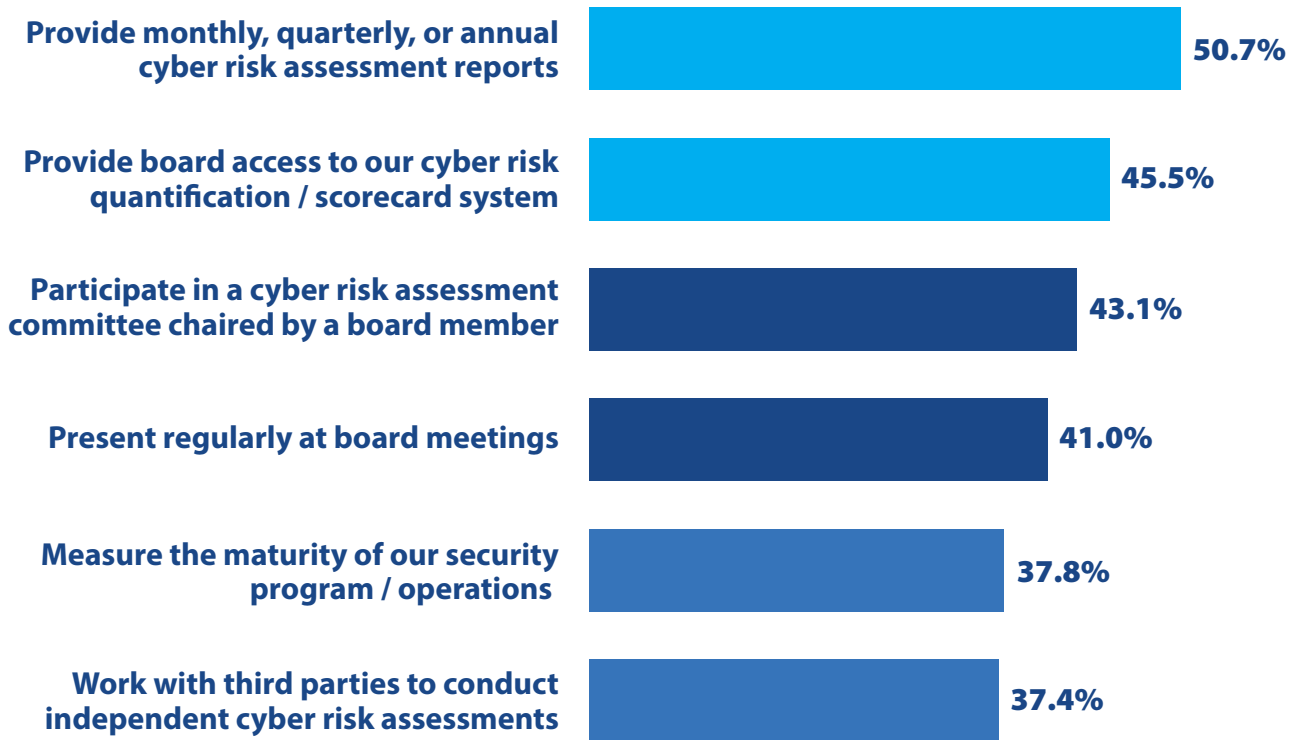 Provide monthly, quarterly, or annual
cyber risk assessment reports
50.7%
Provide board access to our cyber risk
quantification / scorecard system
45.5%
Participate in a cyber risk assessment
committee chaired by a board member
43.1%
Present regularly at board meetings
41.0%
Measure the maturity of our security
program / operations
37.8%
Work with third parties to conduct
independent cyber risk assessments
37.4%